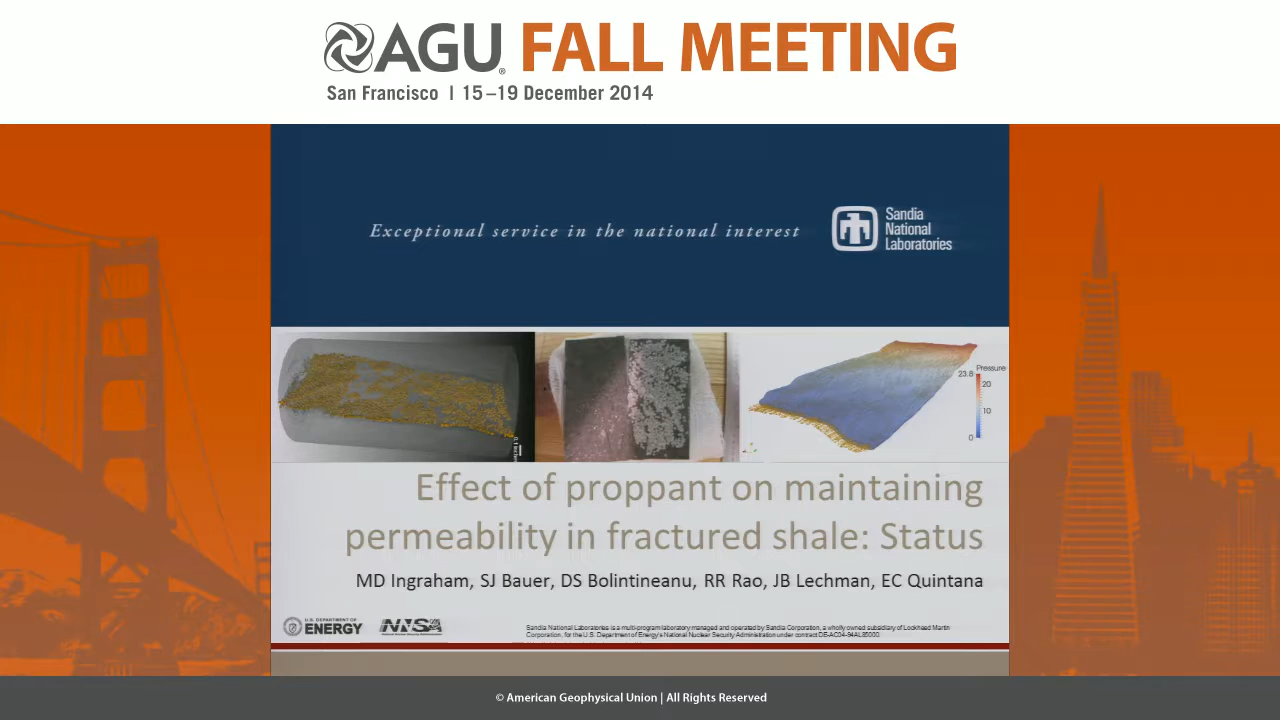 AGU® FALL MEETING
San Francisco | 15–19 December 2014
Exceptional service in the national interest
Sandia
National
Laboratories
Pressure
23.8
20
10
0
Effect of proppant on maintaining
permeability in fractured shale: Status
MD Ingraham, SJ Bauer, DS Bolintineanu, RR Rao, JB Lechman, EC Quintana
U.S. DEPARTMENT OF
ENERGY
Sandia National Laboratories is a multi-program laboratory managed and operated by Sandia Corporation, a wholly owned subsidiary of Lockheed Martin
Corporation, for the U.S. Department of Energy's National Nuclear Security Administration under contract DE-AC04-94AL85000.
© American Geophysical Union | All Rights Reserved